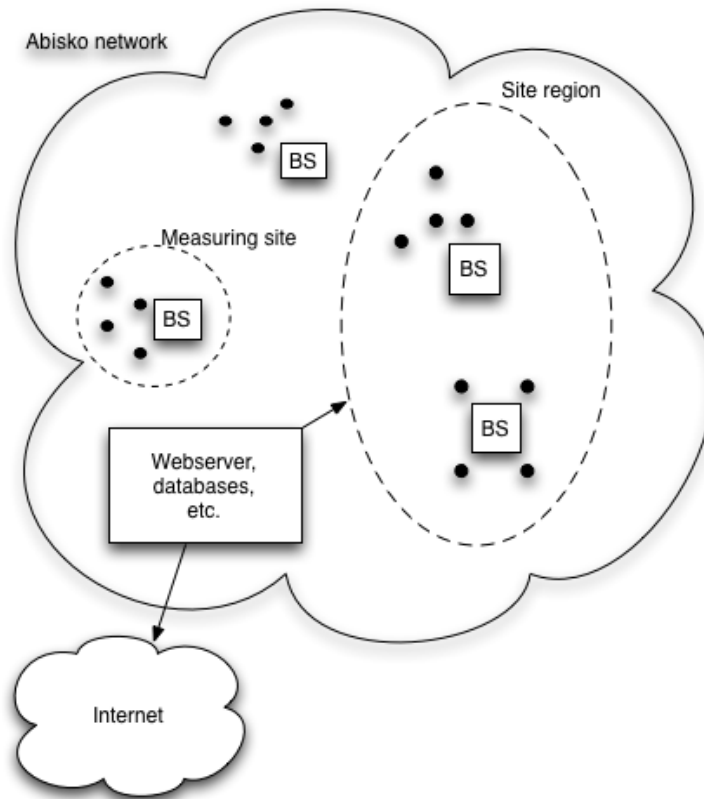 Abisko network
Site region
BS
Measuring site
BS
BS
BS
Webserver,
databases,
etc.
Internet